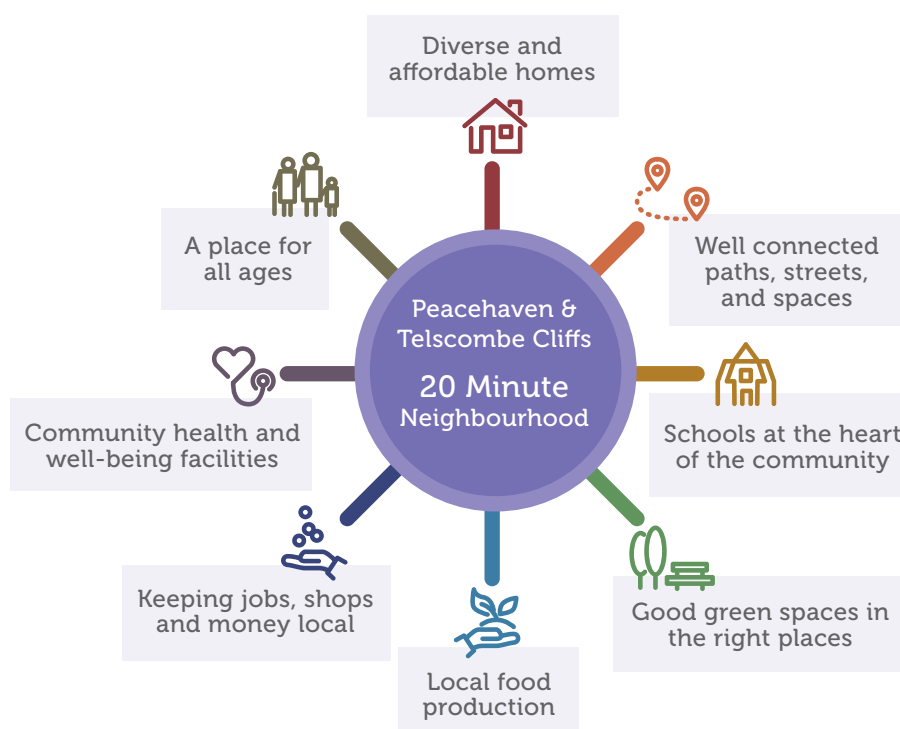 Diverse and
affordable homes
A place for
all ages
Well connected
paths, streets,
and spaces
Peacehaven &
Telscombe Cliffs
20 Minute
Neighbourhood
Community health and
well-being facilities
Schools at the heart
of the community
Keeping jobs, shops
and money local
Good green spaces in
the right places
Local food
production